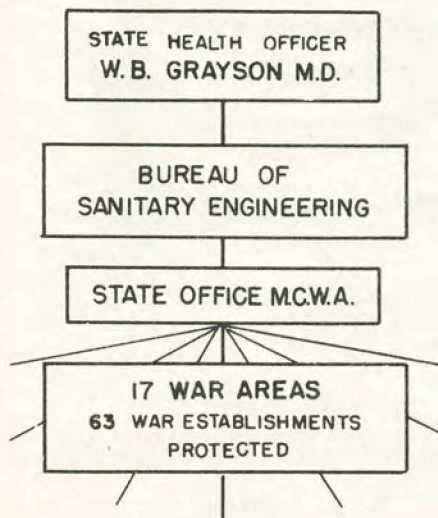 STATE HEALTH OFFICER
W. B. GRAYSON M.D.
BUREAU OF
SANITARY ENGINEERING
STATE OFFICE M.C.W.A.
17 WAR AREAS
63 WAR ESTABLISHMENTS
PROTECTED